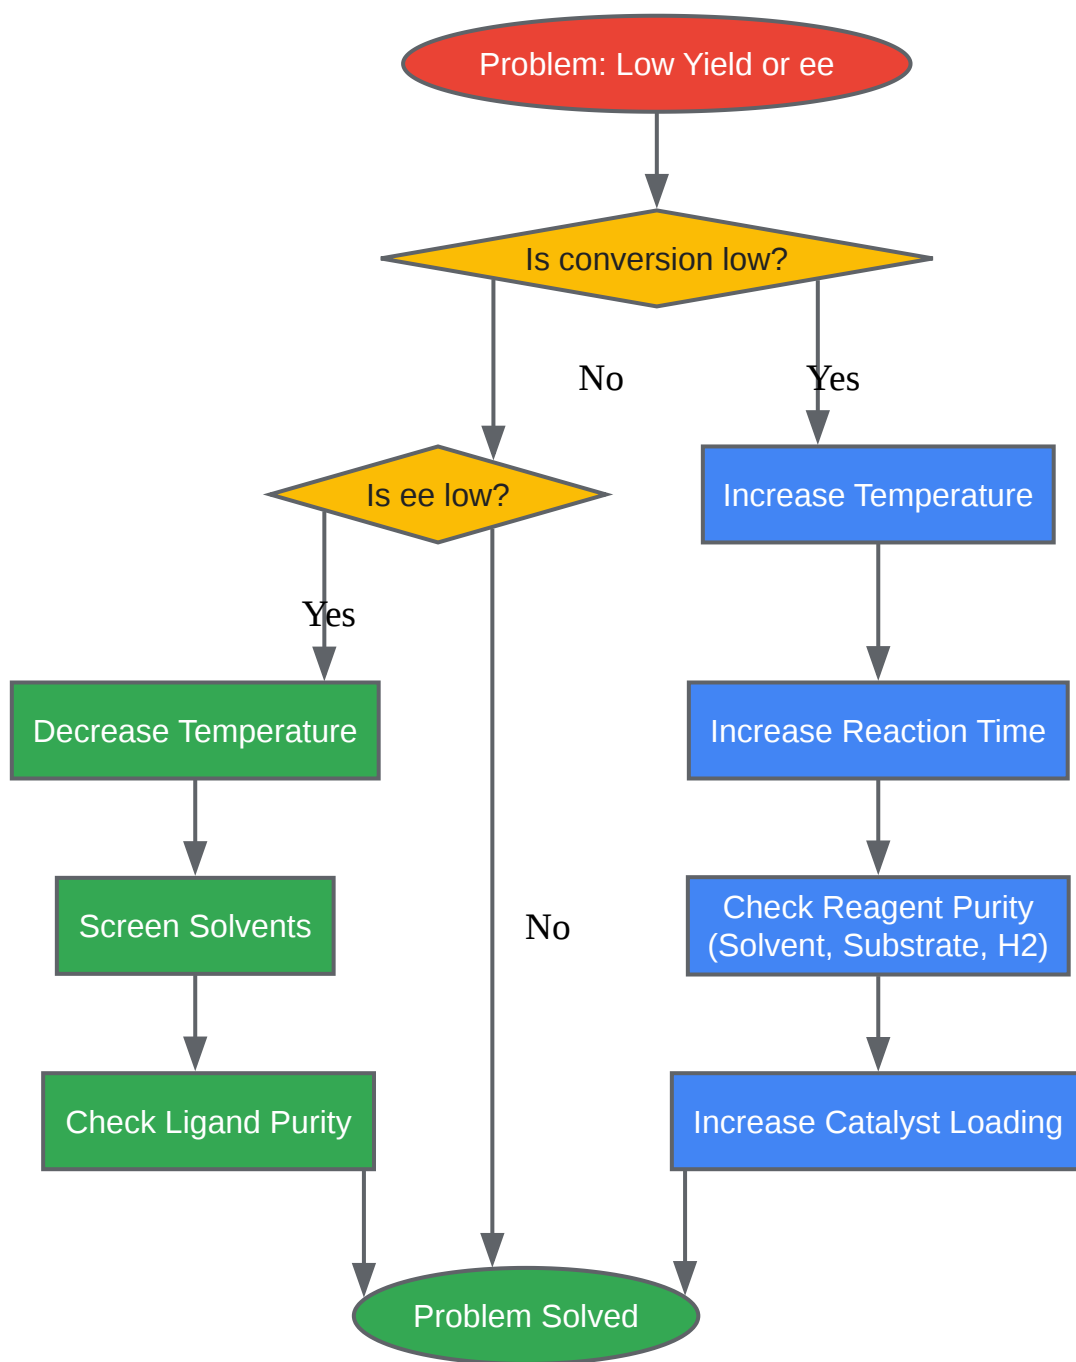 Problem: Low Yield or ee
Is conversion low?
No
Yes
Is ee low?
Increase Temperature
Yes
Decrease Temperature
Increase Reaction Time
Screen Solvents
No
Check Reagent Purity
(Solvent, Substrate, H2)
Check Ligand Purity
Increase Catalyst Loading
Problem Solved